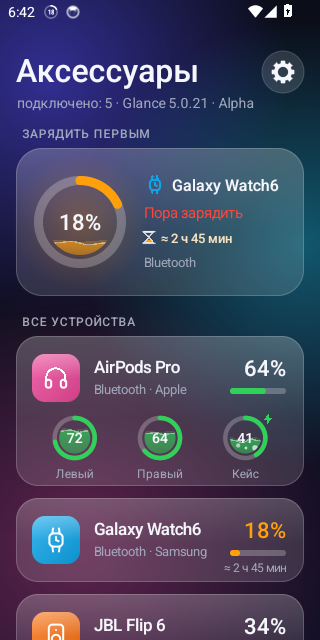 6:42 18
Аксессуары
подключено: 5 · Glance 5.0.21 · Alpha
ЗАРЯДИТЬ ПЕРВЫМ
18%
Galaxy Watch6
Пора зарядить
≈ 2 ч 45 мин
Bluetooth
ВСЕ УСТРОЙСТВА
AirPods Pro
64%
Bluetooth · Apple
72 64 41
Левый Правый Кейс
Galaxy Watch6
18%
Bluetooth · Samsung
≈ 2 ч 45 мин
JBL Flip 6
34%